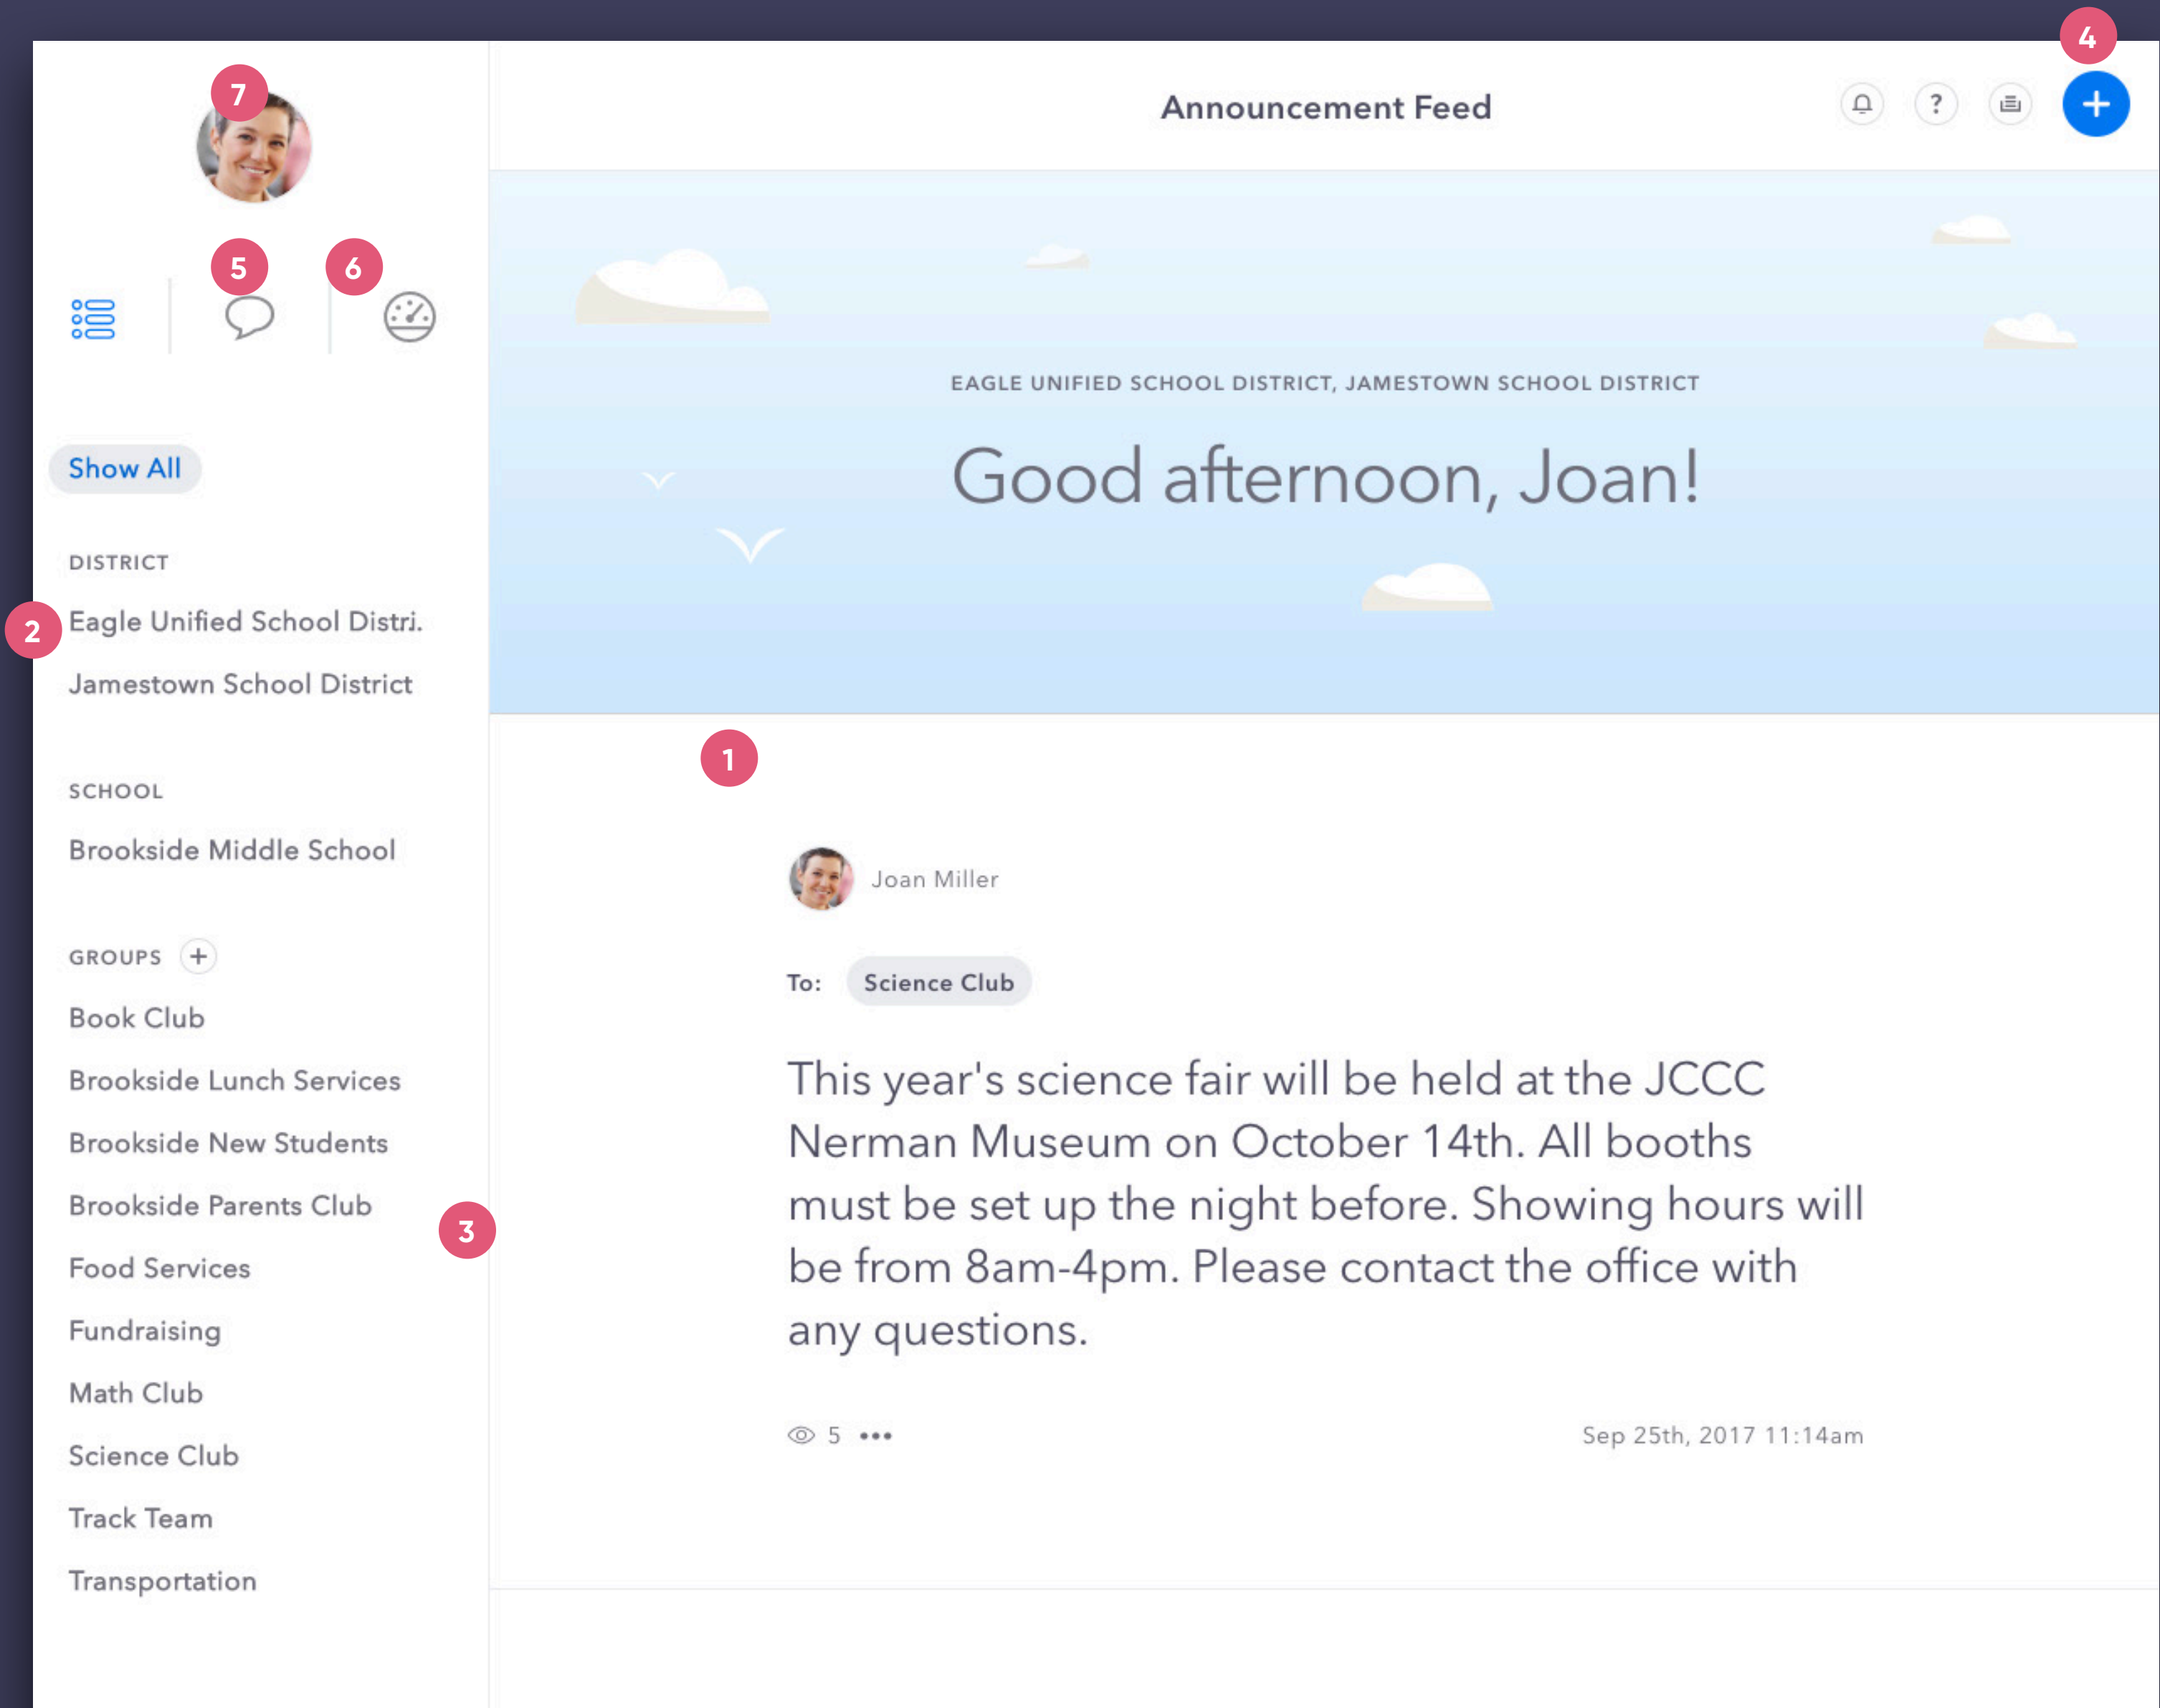 4
7
Announcement Feed
?
5
6
EAGLE UNIFIED SCHOOL DISTRICT, JAMESTOWN SCHOOL DISTRICT
Good afternoon, Joan!
Show All
DISTRICT
2
Eagle Unified School Distri.
Jamestown School District
SCHOOL
Brookside Middle School
GROUPS +
Book Club
Brookside Lunch Services
Brookside New Students
Brookside Parents Club
3
Food Services
Fundraising
Math Club
Science Club
Track Team
Transportation
1
Joan Miller
To: Science Club
This year's science fair will be held at the JCCC
Nerman Museum on October 14th. All booths
must be set up the night before. Showing hours will
be from 8am-4pm. Please contact the office with
any questions.
5 •••
Sep 25th, 2017 11:14am